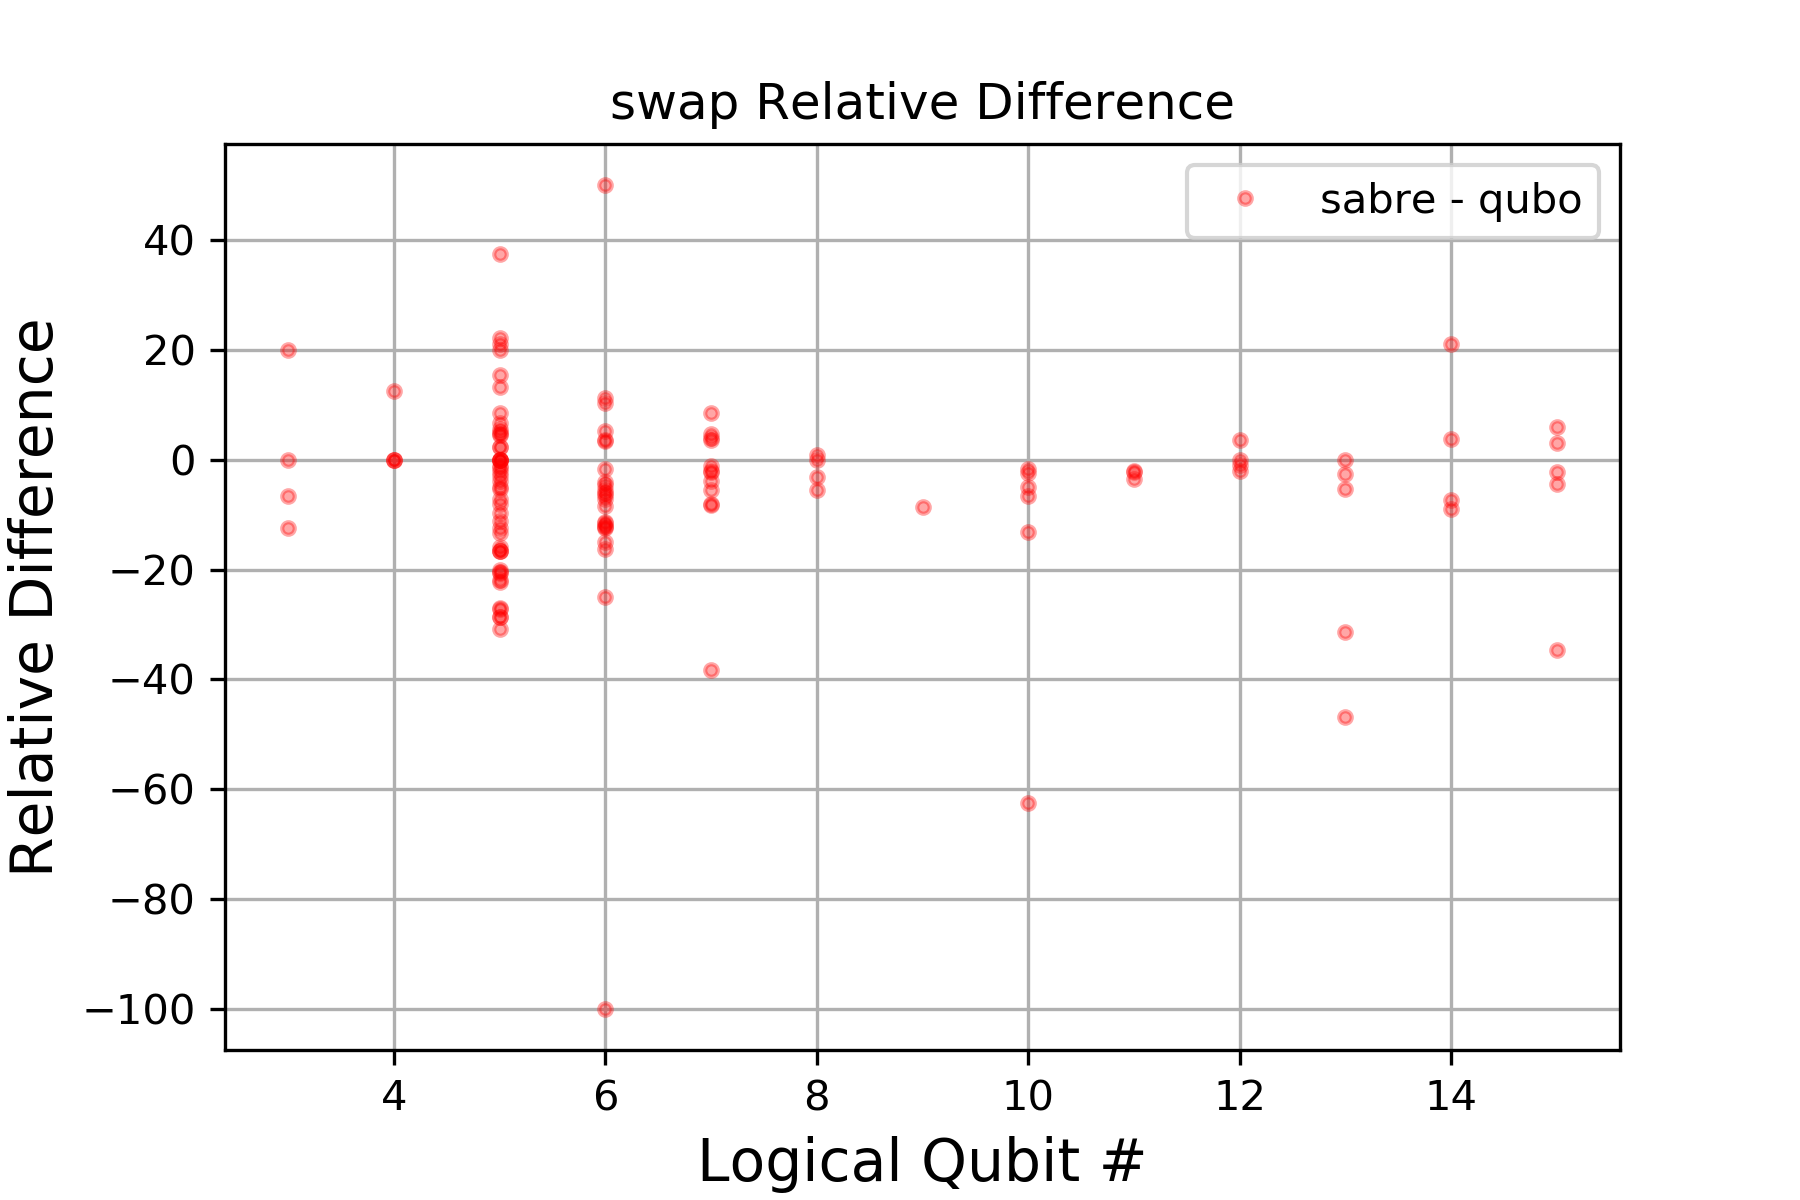 swap Relative Difference
sabre - qubo
Relative Difference
40
20
0
−20
−40
−60
−80
−100
4 6 8 10 12 14
Logical Qubit #